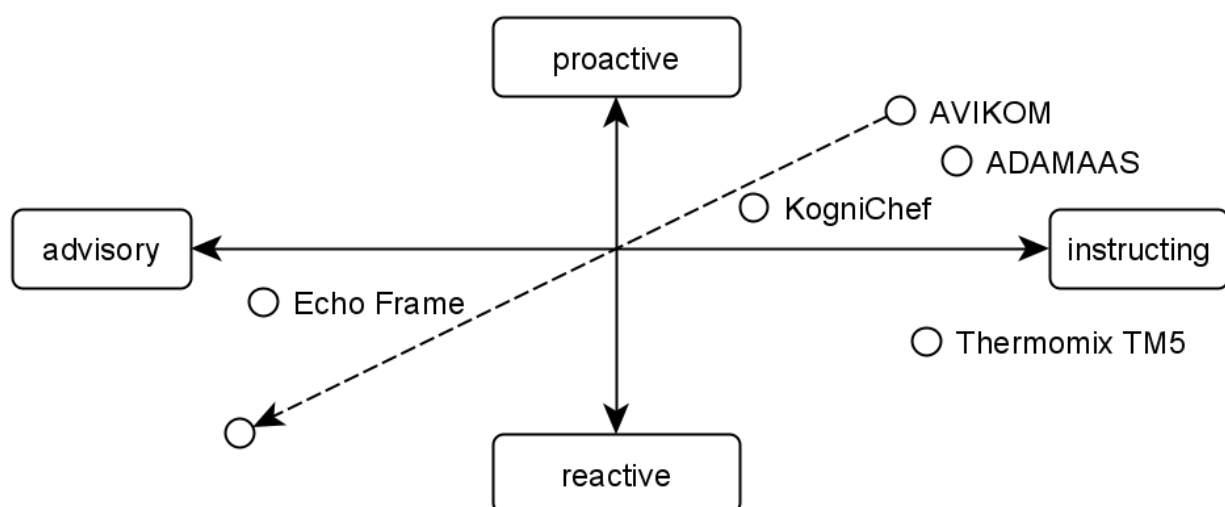 proactive
AVIKOM
ADAMAAS
KogniChef
advisory
instructing
Echo Frame
Thermomix TM5
reactive